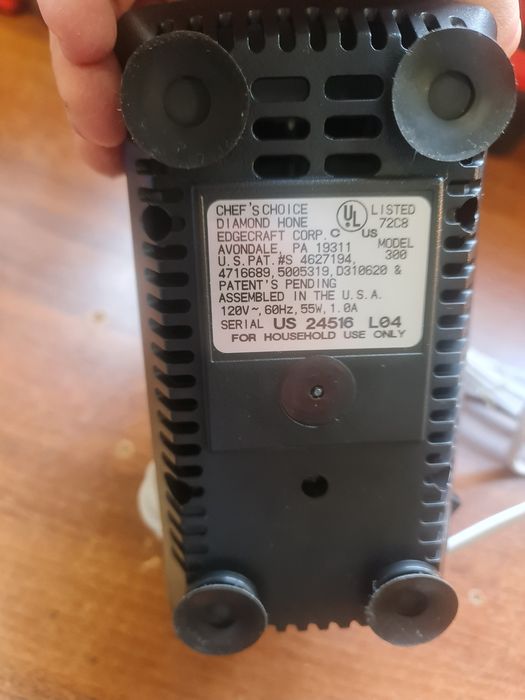 CHEF'S CHOICE
DIAMOND HONE
EDGECRAFT CORP.
AVONDALE, PA 19311
U.S.PAT.#S 4627194,
4716689,5005319,D310620 &
PATENT'S PENDING
ASSEMBLED IN THE U.S.A.
120V~,60Hz,55W,1.0A
SERIAL US 24516 L04
FOR HOUSEHOLD USE ONLY
C UL US
LISTED
72C8
MODEL
300